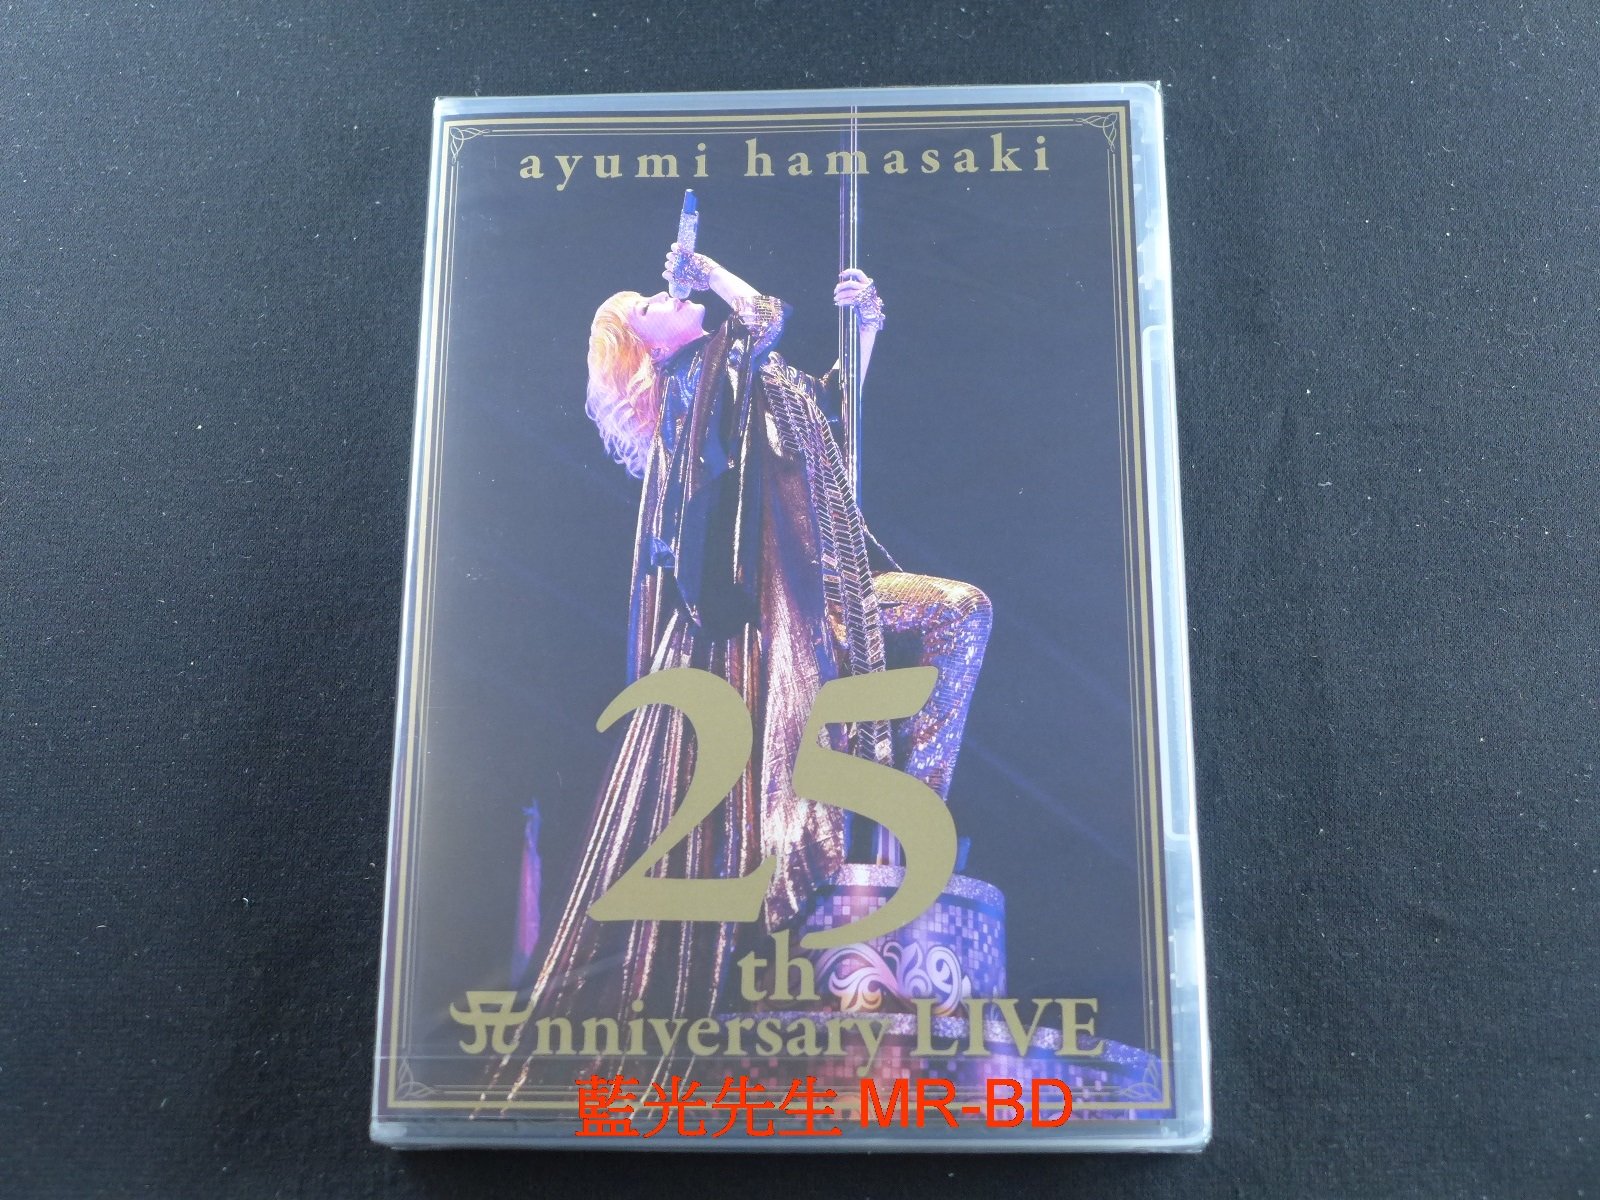 ayumi hamasaki
25
th
Anniversary LIVE
藍光先生 MR-BD